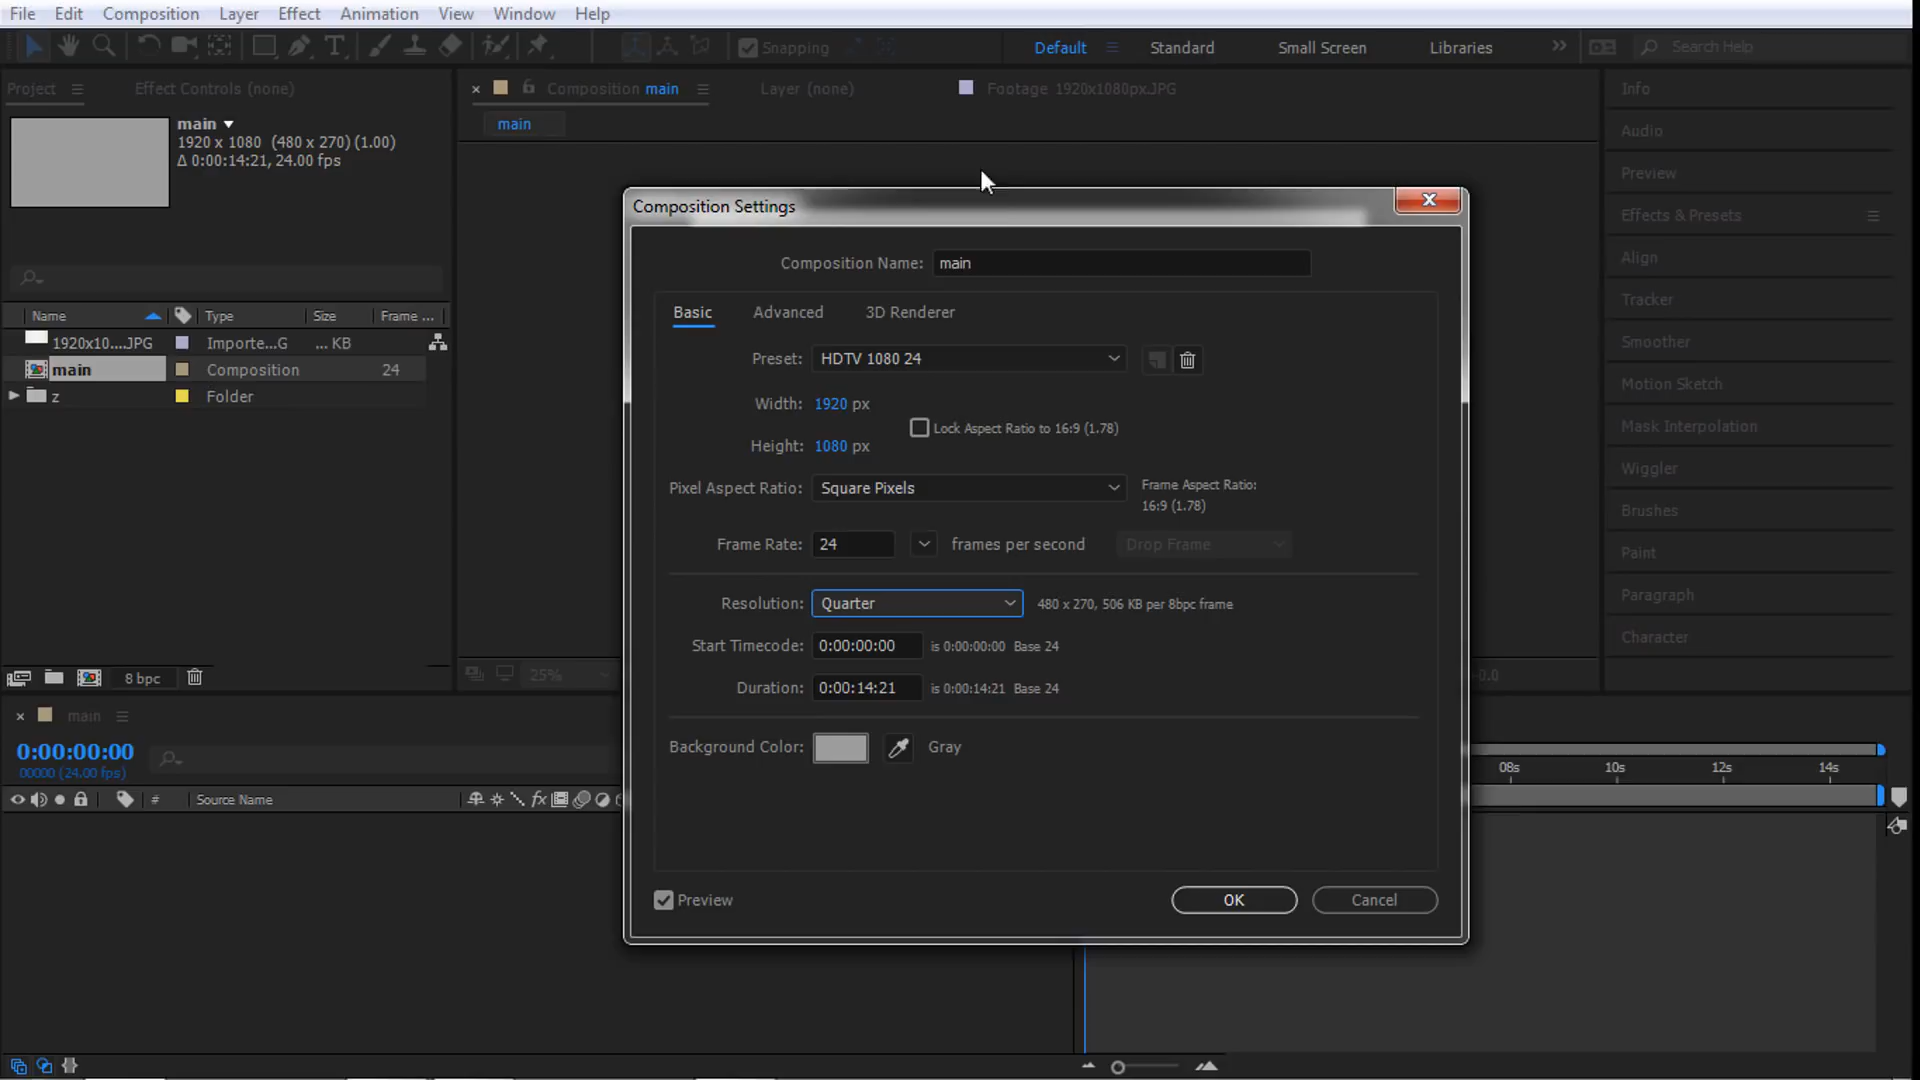 File Edit Composition Layer Effect Animation View Window Help
Snapping Default Standard Small Screen Libraries Search Help
Project Effect Controls (none) Composition main Layer (none) Footage 1920x1080px.JPG
main
main
1920 x 1080 (480 x 270) (1.00)
Δ 0:00:14:21, 24.00 fps
Name Type Size Frame ...
1920x10....JPG Importe...G ... KB
main Composition 24
z Folder
8 bpc
25%
Composition Settings
Composition Name: main
Basic Advanced 3D Renderer
Preset: HDTV 1080 24
Width: 1920 px
Lock Aspect Ratio to 16:9 (1.78)
Height: 1080 px
Pixel Aspect Ratio: Square Pixels
Frame Aspect Ratio:
16:9 (1.78)
Frame Rate: 24 frames per second Drop Frame
Resolution: Quarter 480 x 270, 506 KB per 8bpc frame
Start Timecode: 0:00:00:00 is 0:00:00:00 Base 24
Duration: 0:00:14:21 is 0:00:14:21 Base 24
Background Color: Gray
Preview OK Cancel
Info
Audio
Preview
Effects & Presets
Align
Tracker
Smoother
Motion Sketch
Mask Interpolation
Wiggler
Brushes
Paint
Paragraph
Character
main
0:00:00:00
00000 (24.00 fps)
# Source Name fx
08s 10s 12s 14s